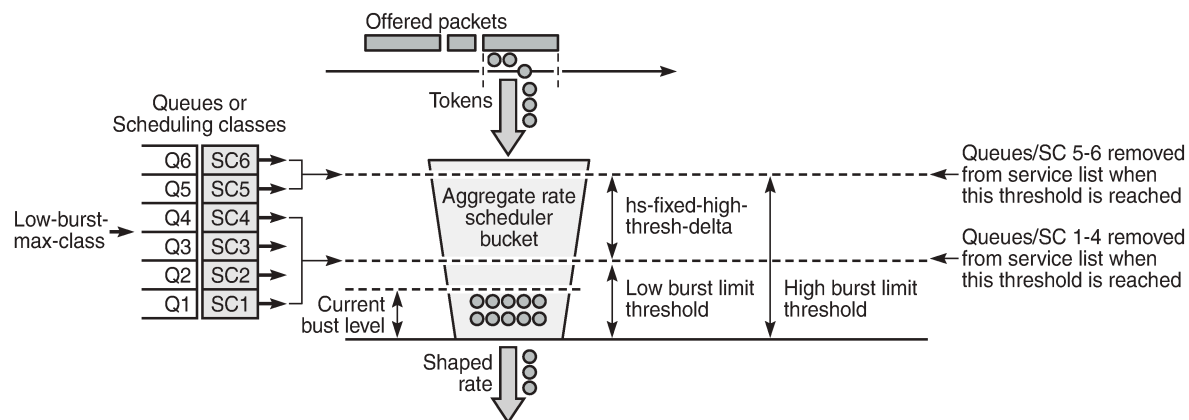 Offered packets
Tokens
Queues or
Scheduling classes
Q6 SC6
Q5 SC5
Q4 SC4
Q3 SC3
Q2 SC2
Q1 SC1
Low-burst-
max-class
Aggregate rate
scheduler
bucket
hs-fixed-high-
thresh-delta
Queues/SC 5-6 removed
from service list when
this threshold is reached
Queues/SC 1-4 removed
from service list when
this threshold is reached
Current
bust level
Low burst limit
threshold
High burst limit
threshold
Shaped
rate